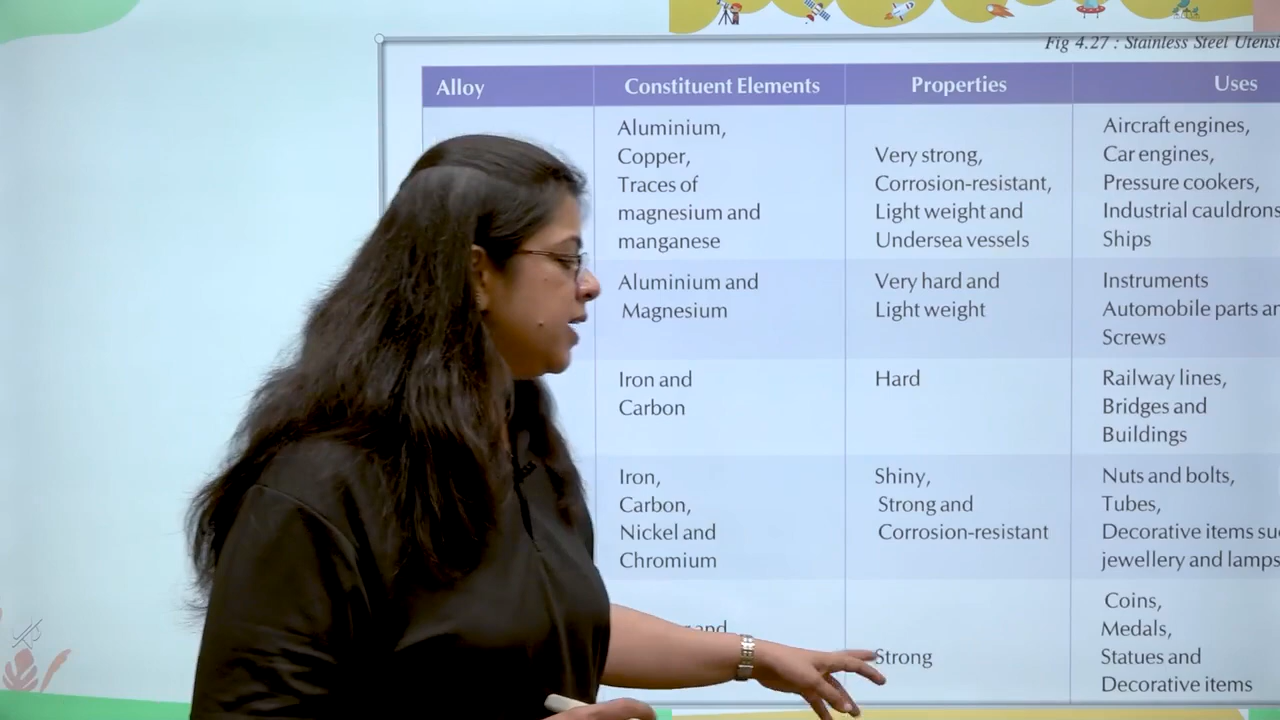 Fig 4.27 : Stainless Steel
Alloy
Constituent Elements
Properties
Uses
Aluminium,
Copper,
Traces of
magnesium and
manganese
Very strong,
Corrosion-resistant,
Light weight and
Undersea vessels
Aircraft engines,
Car engines,
Pressure cookers,
Industrial cauldrons
Ships
Aluminium and
Magnesium
Very hard and
Light weight
Instruments
Automobile parts
Screws
Iron and
Carbon
Hard
Railway lines,
Bridges and
Buildings
Iron,
Carbon,
Nickel and
Chromium
Shiny,
Strong and
Corrosion-resistant
Nuts and bolts,
Tubes,
Decorative items
jewellery and lamps
and
Strong
Coins,
Medals,
Statues and
Decorative items